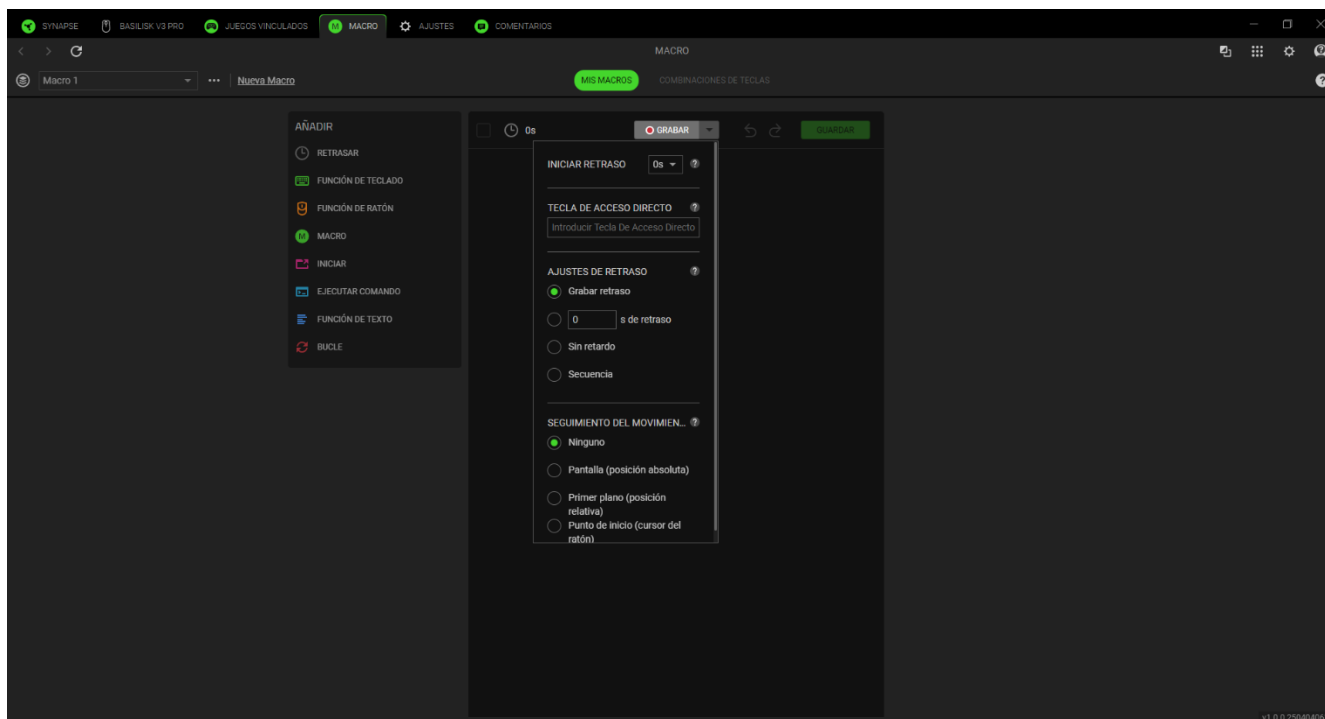 SYNAPSE
BASILISK V3 PRO
JUEGOS VINCULADOS
M
MACRO
AJUSTES
COMENTARIOS
MACRO
Macro 1
Nueva Macro
MIS MACROS
COMBINACIONES DE TECLAS
?
AÑADIR
RETRASAR
FUNCIÓN DE TECLADO
FUNCIÓN DE RATÓN
M MACRO
INICIAR
EJECUTAR COMANDO
FUNCIÓN DE TEXTO
BUCLE
0s
GRABAR
GUARDAR
INICIAR RETRASO 0s ?
TECLA DE ACCESO DIRECTO ?
Introducir Tecla De Acceso Directo
AJUSTES DE RETRASO ?
Grabar retraso
0 s de retraso
Sin retardo
Secuencia
SEGUIMIENTO DEL MOVIMIEN... ?
Ninguno
Pantalla (posición absoluta)
Primer plano (posición
relativa)
Punto de inicio (cursor del
ratón)